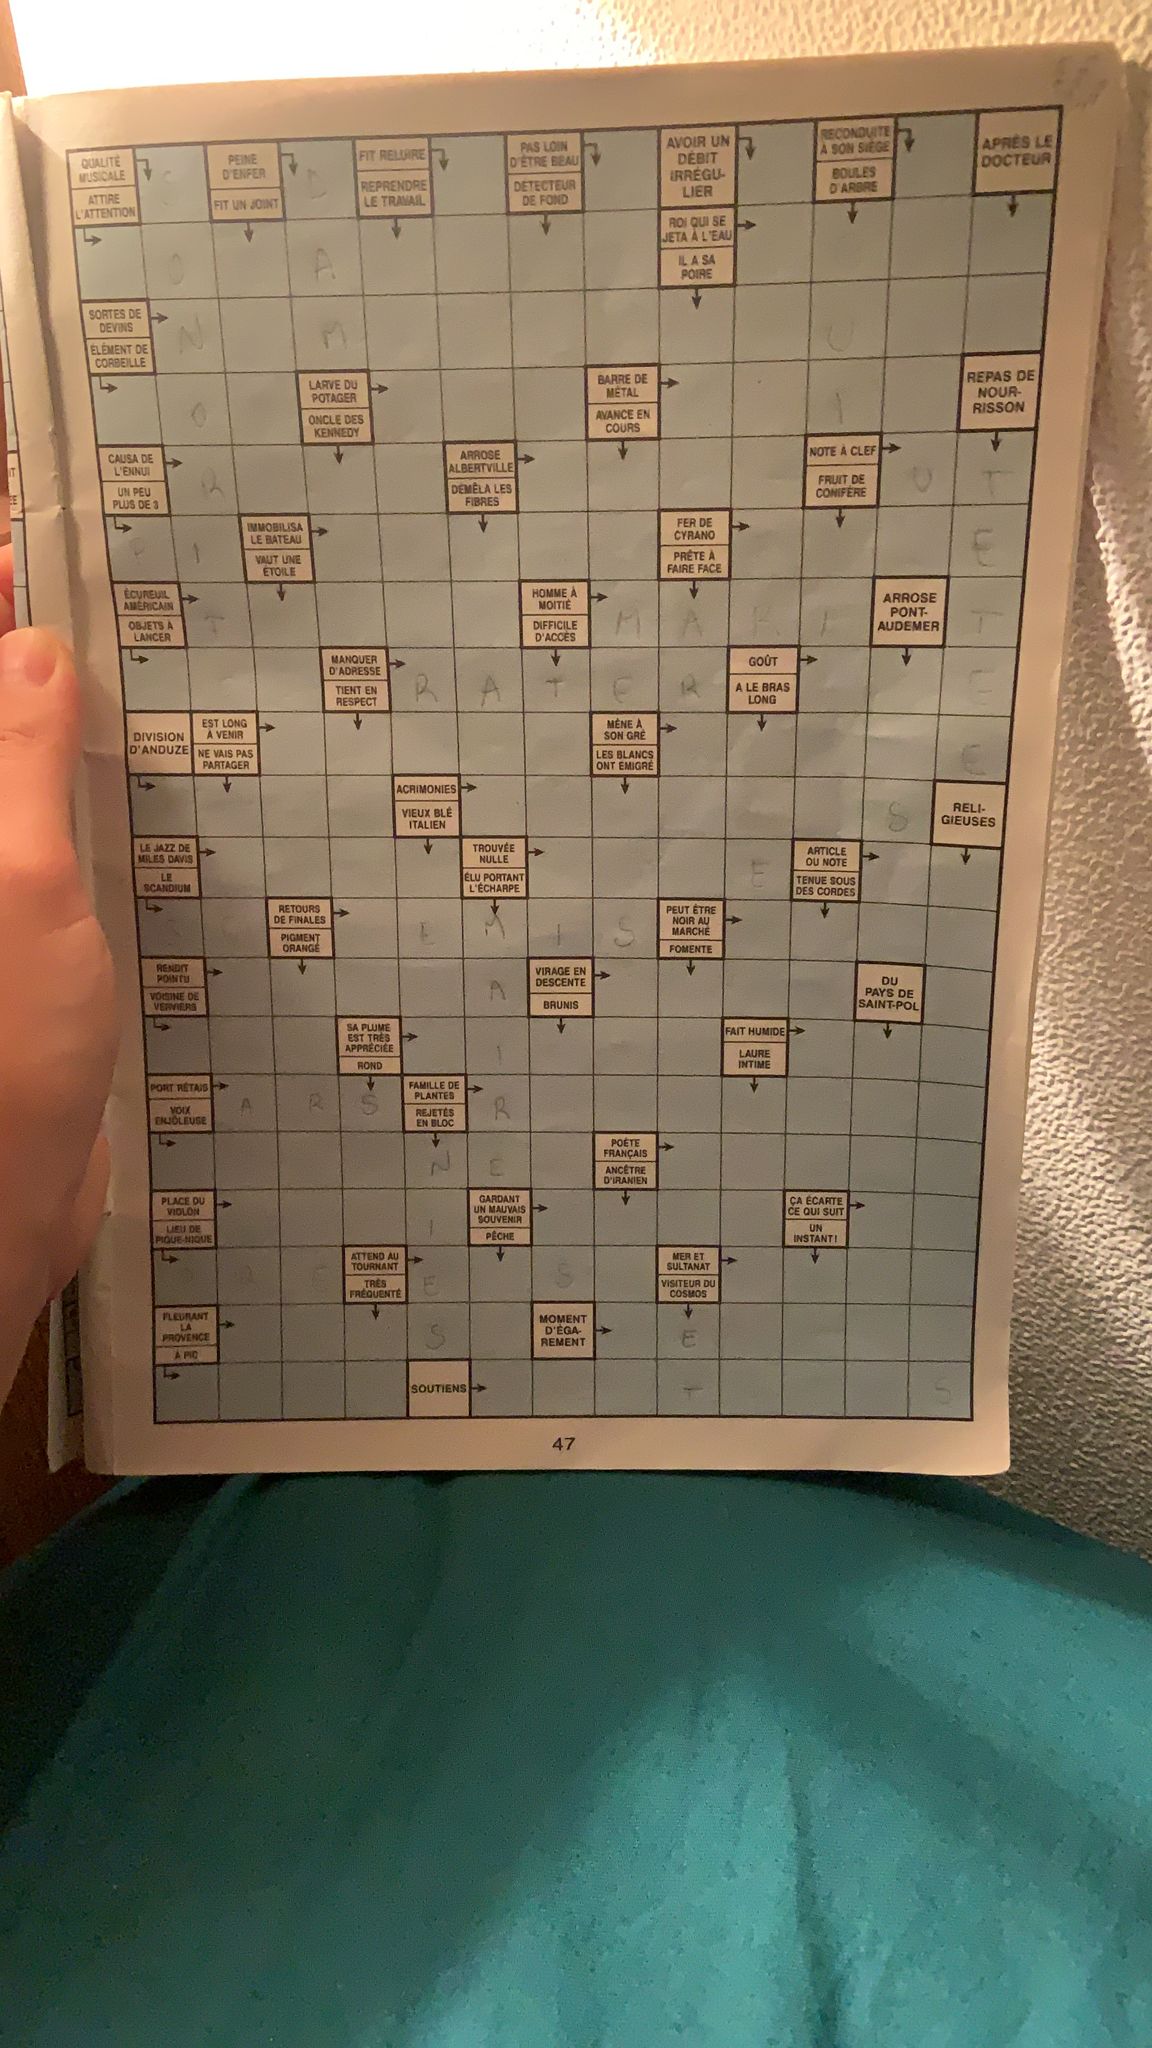 QUALITÉ
MUSICALE
ATTIRE
L'ATTENTION
PEINE
D'ENFER
FIT UN JOINT
FIT RELUIRE
REPRENDRE
LE TRAVAIL
PAS LOIN
D'ÊTRE BEAU
DÉTECTEUR
DE FOND
AVOIR UN
DÉBIT
IRRÉGU-
LIER
RECONDUITE
À SON SIÈGE
BOULES
D'ARBRE
APRÈS LE
DOCTEUR
S
D
ROI QUI SE
JETA À L'EAU
IL A SA
POIRE
O
A
SORTES DE
DEVINS
ÉLÉMENT DE
CORBEILLE
N
M
U
LARVE DU
POTAGER
ONCLE DES
KENNEDY
BARRE DE
MÉTAL
AVANCE EN
COURS
REPAS DE
NOUR-
RISSON
O
I
CAUSA DE
L'ENNUI
UN PEU
PLUS DE 3
R
ARROSE
ALBERTVILLE
DÉMÊLA LES
FIBRES
NOTE À CLEF
FRUIT DE
CONIFÈRE
U T
P I
IMMOBILISA
LE BATEAU
VAUT UNE
ÉTOILE
FER DE
CYRANO
PRÊTE À
FAIRE FACE
E
ÉCUREUIL
AMÉRICAIN
OBJETS À
LANCER
T
HOMME À
MOITIÉ
DIFFICILE
D'ACCÈS
M A R I
ARROSE
PONT-
AUDEMER
T
MANQUER
D'ADRESSE
TIENT EN
RESPECT
R A T E R
GOÛT
A LE BRAS
LONG
E
DIVISION
D'ANDUZE
EST LONG
À VENIR
NE VAIS PAS
PARTAGER
MÈNE À
SON GRÉ
LES BLANCS
ONT ÉMIGRÉ
E
ACRIMONIES
VIEUX BLÉ
ITALIEN
S
RELI-
GIEUSES
LE JAZZ DE
MILES DAVIS
LE
SCANDIUM
TROUVÉE
NULLE
ÉLU PORTANT
L'ÉCHARPE
E
ARTICLE
OU NOTE
TENUE SOUS
DES CORDES
S C
RETOURS
DE FINALES
PIGMENT
ORANGÉ
E M I S
PEUT ÊTRE
NOIR AU
MARCHÉ
FOMENTE
RENDIT
POINTU
VOISINE DE
VERVIERS
A
VIRAGE EN
DESCENTE
BRUNIS
DU
PAYS DE
SAINT-POL
SA PLUME
EST TRÈS
APPRÉCIÉE
ROND
I
FAIT HUMIDE
LAURE
INTIME
PORT RÉTAIS
VOIX
ENJÔLEUSE
A R S
FAMILLE DE
PLANTES
REJETÉS
EN BLOC
R
N E
POÈTE
FRANÇAIS
ANCÊTRE
D'IRANIEN
PLACE DU
VIOLON
LIEU DE
PIQUE-NIQUE
I
GARDANT
UN MAUVAIS
SOUVENIR
PÊCHE
ÇA ÉCARTE
CE QUI SUIT
UN
INSTANT !
ATTEND AU
TOURNANT
TRÈS
FRÉQUENTÉ
E S
MER ET
SULTANAT
VISITEUR DU
COSMOS
FLEURANT
LA
PROVENCE
À PIC
S
MOMENT
D'ÉGA-
REMENT
E
SOUTIENS
T
S
47